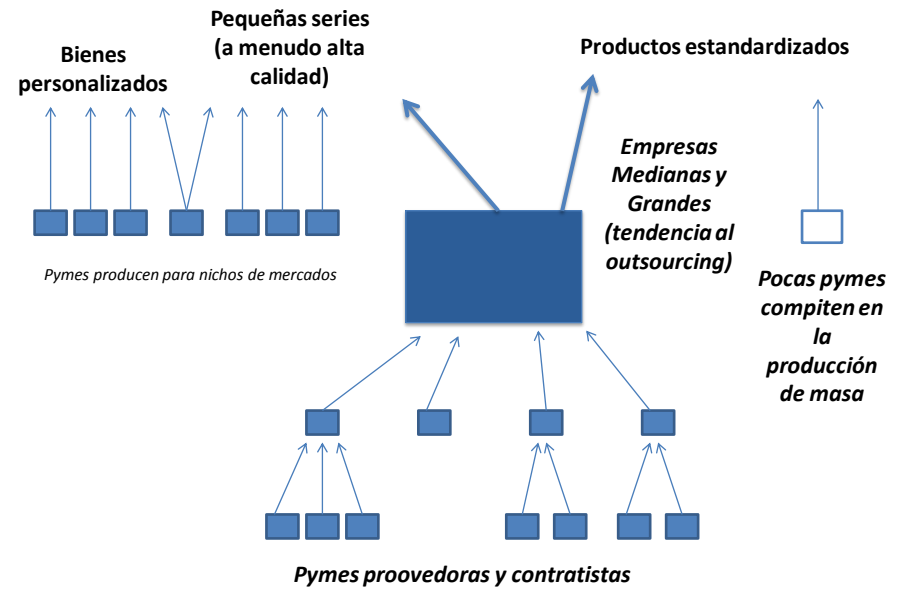 Bienes
personalizados
Pequeñas series
(a menudo alta
calidad)
Productos estandardizados
Empresas
Medianas y
Grandes
(tendencia al
outsourcing)
Pymes producen para nichos de mercados
Pocas pymes
compiten en
la
producción
de masa
Pymes proovedoras y contratistas